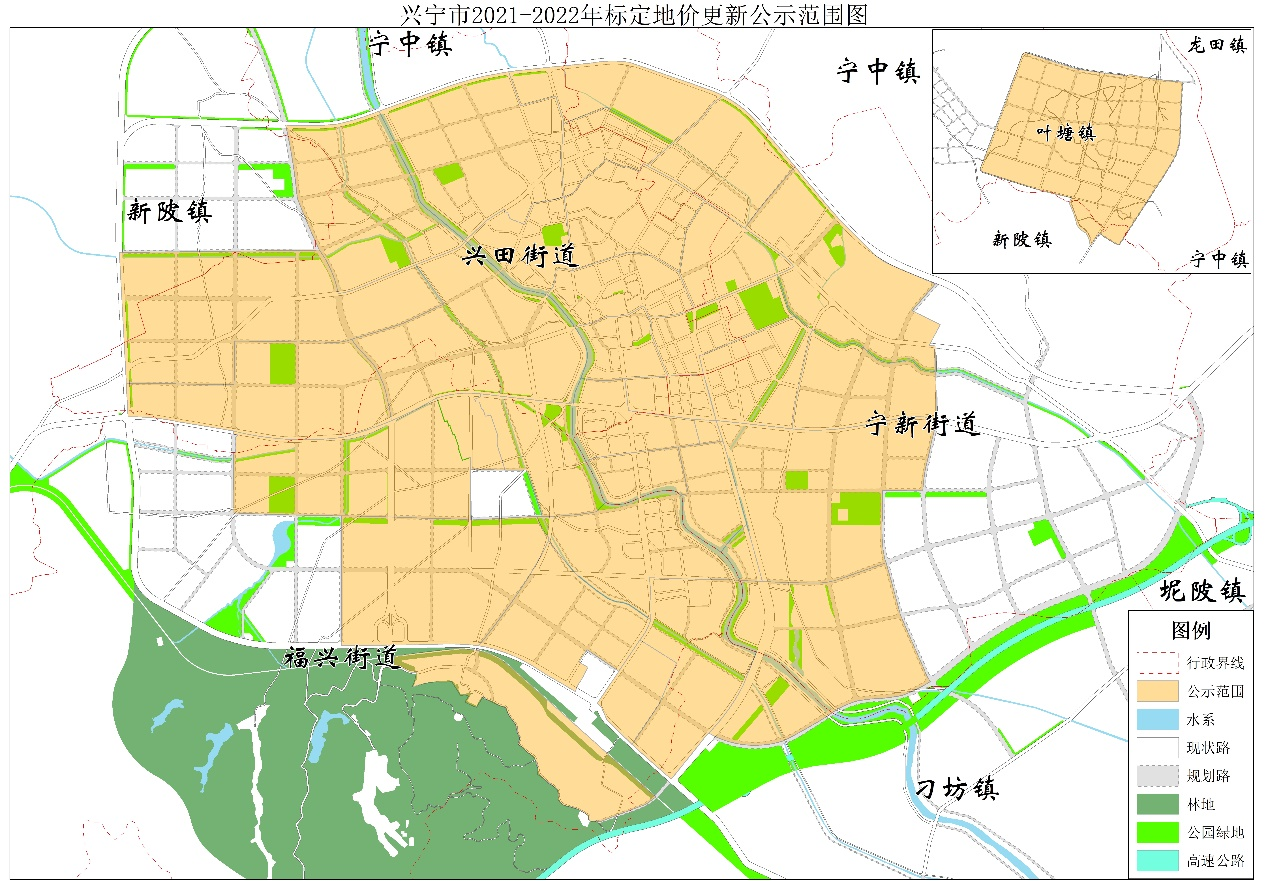 兴宁市2021-2022年标定地价更新公示范围图
宁中镇
宁中镇
龙田镇
叶塘镇
新陂镇
宁中镇
新陂镇
兴田街道
宁新街道
坭陂镇
福兴街道
刁坊镇
图例
行政界线
公示范围
水系
现状路
规划路
林地
公园绿地
高速公路